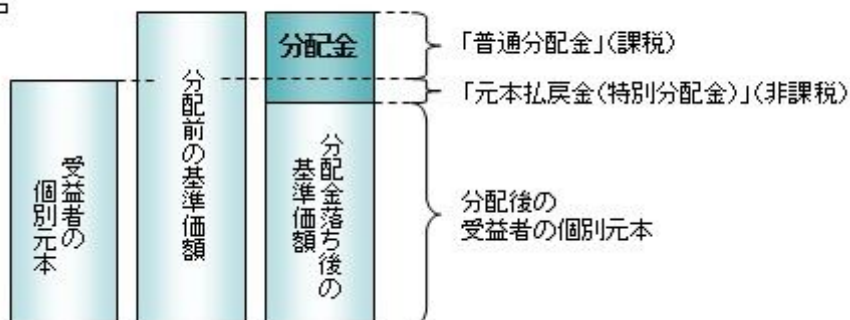 分配金
「普通分配金」(課税)
「元本払戻金(特別分配金)」(非課税)
受益者の
個別元本
分配前の基準価額
分配金落ち後の
基準価額
分配後の
受益者の個別元本